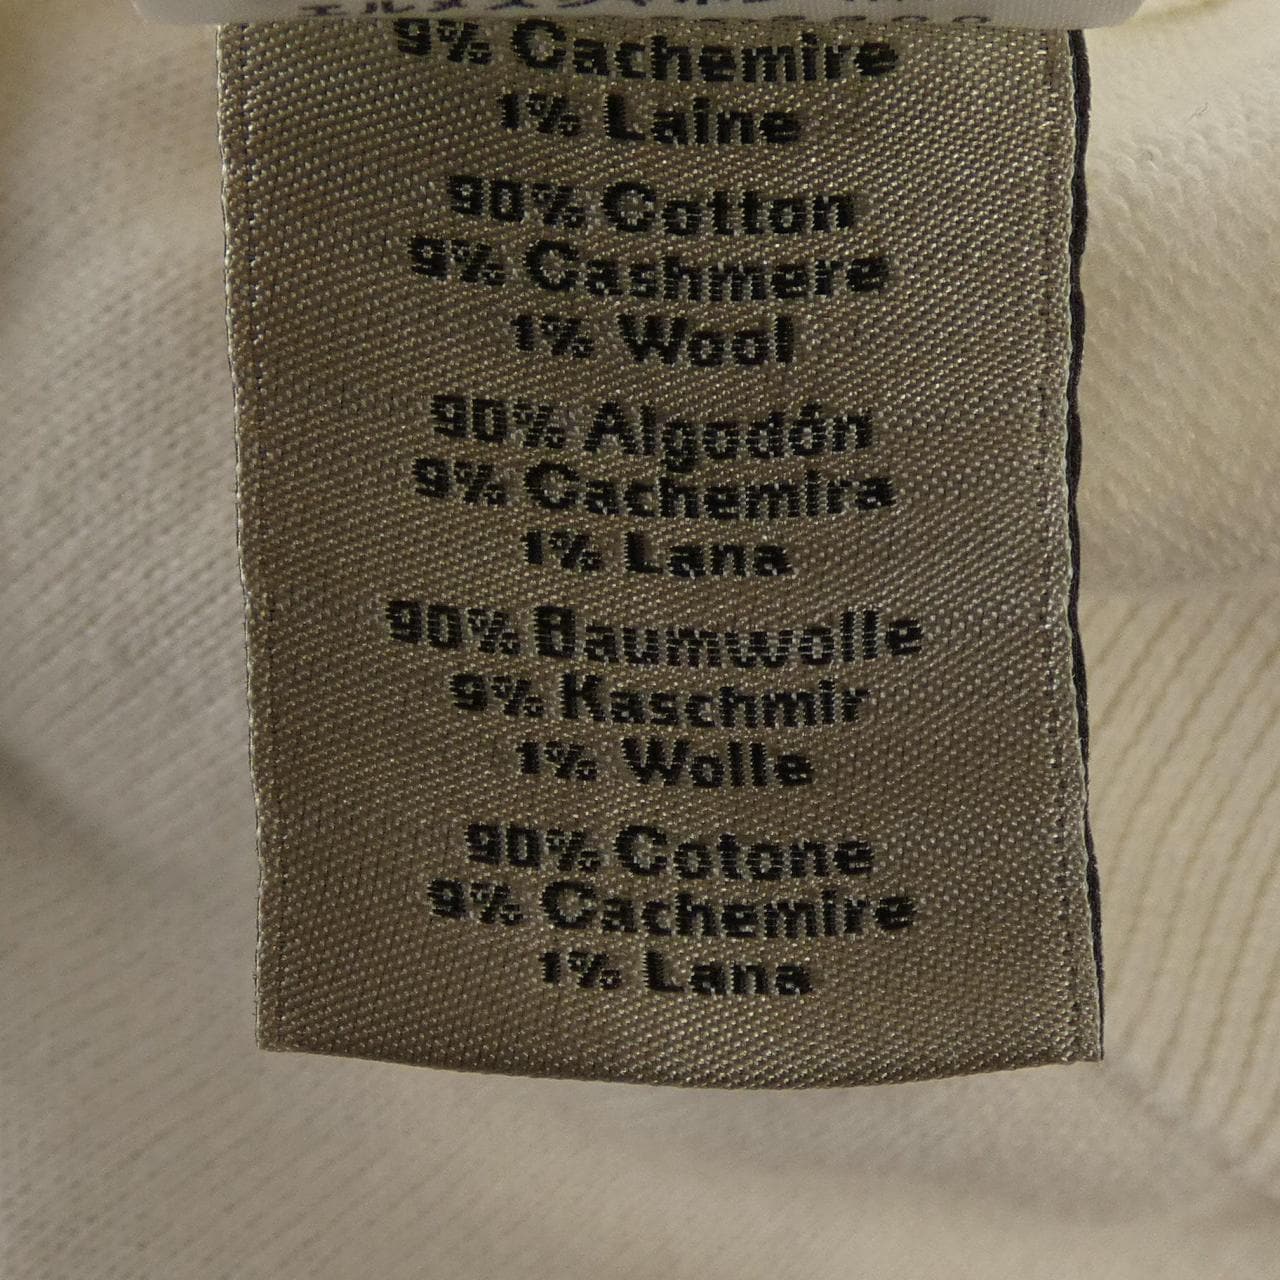 9% Cachemire
1% Laine
90% Cotton
9% Cashmere
1% Wool
90% Algodón
9% Cachemira
1% Lana
90% Baumwolle
9% Kaschmir
1% Wolle
90% Cotone
9% Cachemire
1% Lana